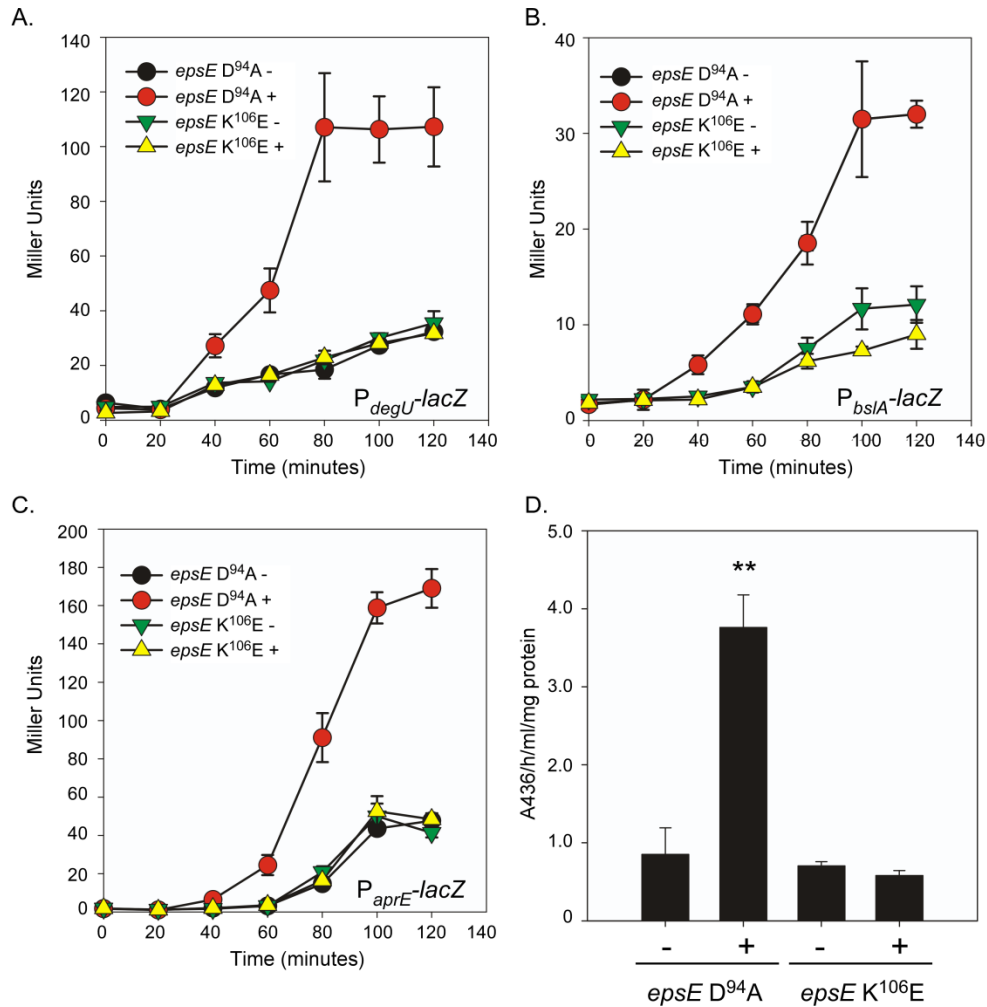 A.
140
120
100
80
60
40
20
0
Miller Units
epsE D⁹⁴A -
epsE D⁹⁴A +
epsE K¹⁰⁶E -
epsE K¹⁰⁶E +
PdegU-lacZ
0 20 40 60 80 100 120 140
Time (minutes)
B.
40
30
20
10
0
Miller Units
epsE D⁹⁴A -
epsE D⁹⁴A +
epsE K¹⁰⁶E -
epsE K¹⁰⁶E +
PbslA-lacZ
0 20 40 60 80 100 120 140
Time (minutes)
C.
200
180
160
140
120
100
80
60
40
20
0
Miller Units
epsE D⁹⁴A -
epsE D⁹⁴A +
epsE K¹⁰⁶E -
epsE K¹⁰⁶E +
PaprE-lacZ
0 20 40 60 80 100 120 140
Time (minutes)
D.
5.0
4.0
3.0
2.0
1.0
0
A436/h/ml/mg protein
**
- + - +
epsE D⁹⁴A epsE K¹⁰⁶E